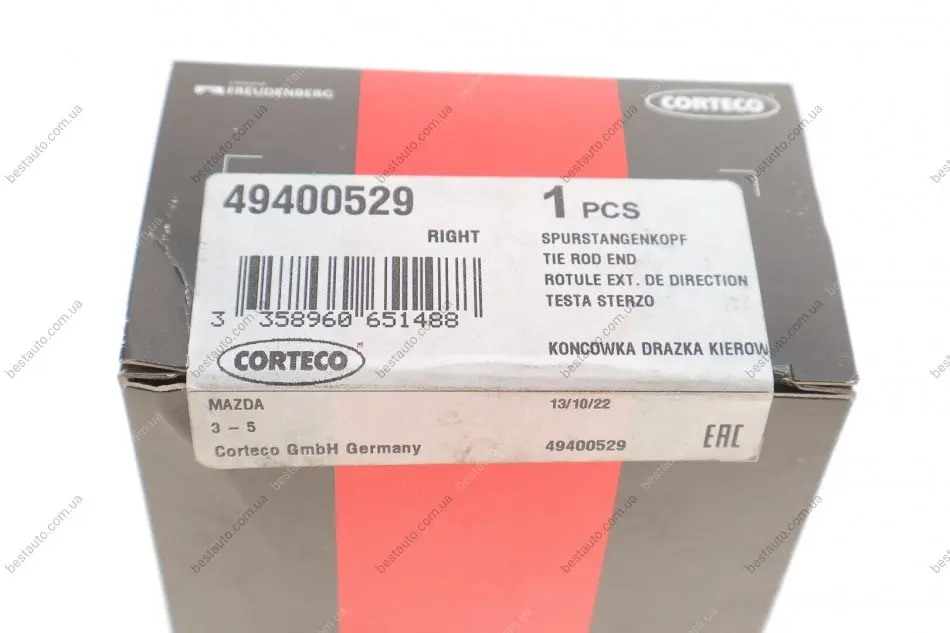 FREUDENBERG
CORTECO
49400529
1 PCS
RIGHT
SPURSTANGENKOPF
TIE ROD END
ROTULE EXT. DE DIRECTION
TESTA STERZO
3 358960 651488
KONCOWKA DRAZKA KIEROW
CORTECO
MAZDA
13/10/22
3 - 5
Corteco GmbH Germany
49400529
EAC
bestauto.com.ua